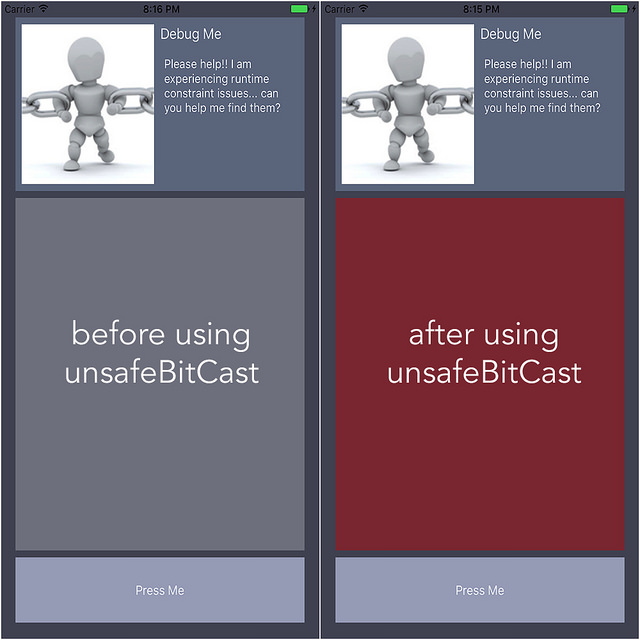 Carrier 8:16 PM
Debug Me
Please help!! I am
experiencing runtime
constraint issues... can
you help me find them?
before using
unsafeBitCast
Press Me
Carrier 8:15 PM
Debug Me
Please help!! I am
experiencing runtime
constraint issues... can
you help me find them?
after using
unsafeBitCast
Press Me